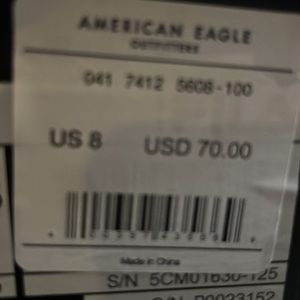 AMERICAN EAGLE
OUTFITTERS
041 7412 5608-100
US 8 USD 70.00
Made in China
S/N 5CM01630-125